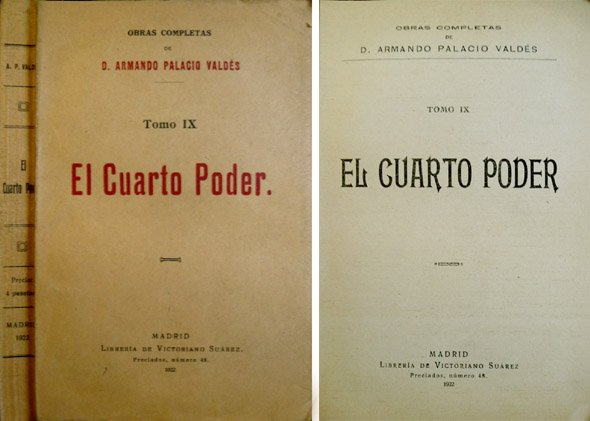 A. P. VALD
El
Cuarto Po
Precio
4 pesetas
MADRID
1922
OBRAS COMPLETAS
DE
D. ARMANDO PALACIO VALDÉS
Tomo IX
El Cuarto Poder.
MADRID
LIBRERÍA DE VICTORIANO SUÁREZ.
Preciados, número 48.
1922
OBRAS COMPLETAS
DE
D. ARMANDO PALACIO VALDÉS
TOMO IX
EL CUARTO PODER
MADRID
LIBRERÍA DE VICTORIANO SUÁREZ
Preciados, número 48.
1922